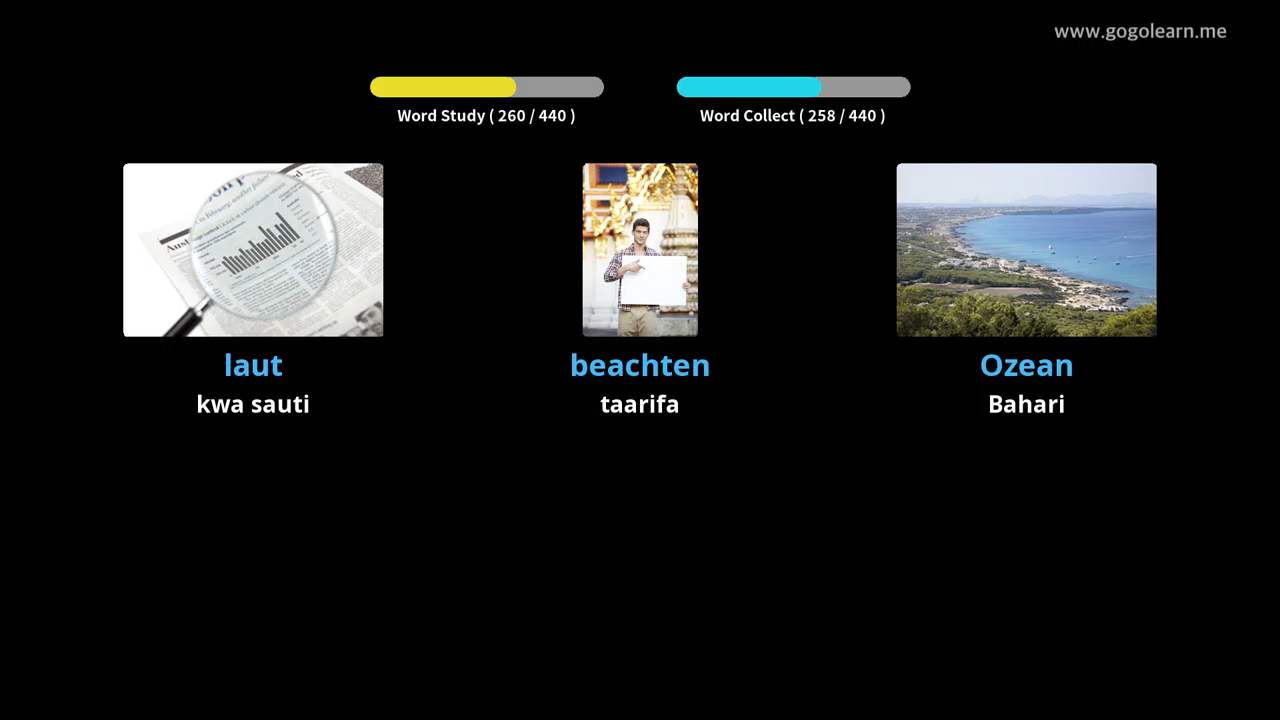 www.gogolearn.me
Word Study ( 260 / 440 )
Word Collect ( 258 / 440 )
laut
kwa sauti
beachten
taarifa
Ozean
Bahari